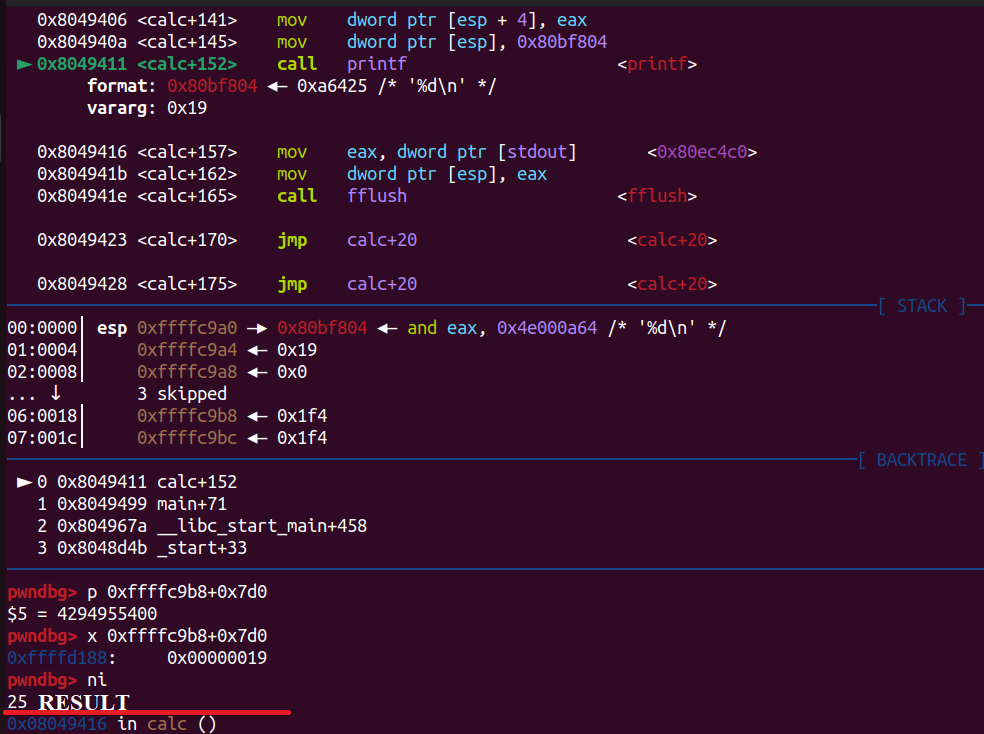 0x8049406 <calc+141> mov dword ptr [esp + 4], eax
0x804940a <calc+145> mov dword ptr [esp], 0x80bf804
► 0x8049411 <calc+152> call printf <printf>
format: 0x80bf804 ◂— 0xa6425 /* '%d\n' */
vararg: 0x19
0x8049416 <calc+157> mov eax, dword ptr [stdout] <0x80ec4c0>
0x804941b <calc+162> mov dword ptr [esp], eax
0x804941e <calc+165> call fflush <fflush>
0x8049423 <calc+170> jmp calc+20 <calc+20>
0x8049428 <calc+175> jmp calc+20 <calc+20>
[ STACK ]
00:0000│ esp 0xffffc9a0 —▸ 0x80bf804 ◂— and eax, 0x4e000a64 /* '%d\n' */
01:0004│ 0xffffc9a4 ◂— 0x19
02:0008│ 0xffffc9a8 ◂— 0x0
... ↓ 3 skipped
06:0018│ 0xffffc9b8 ◂— 0x1f4
07:001c│ 0xffffc9bc ◂— 0x1f4
[ BACKTRACE ]
► 0 0x8049411 calc+152
1 0x8049499 main+71
2 0x804967a __libc_start_main+458
3 0x8048d4b _start+33
pwndbg> p 0xffffc9b8+0x7d0
$5 = 4294955400
pwndbg> x 0xffffc9b8+0x7d0
0xffffd188: 0x00000019
pwndbg> ni
25 RESULT
0x08049416 in calc ()